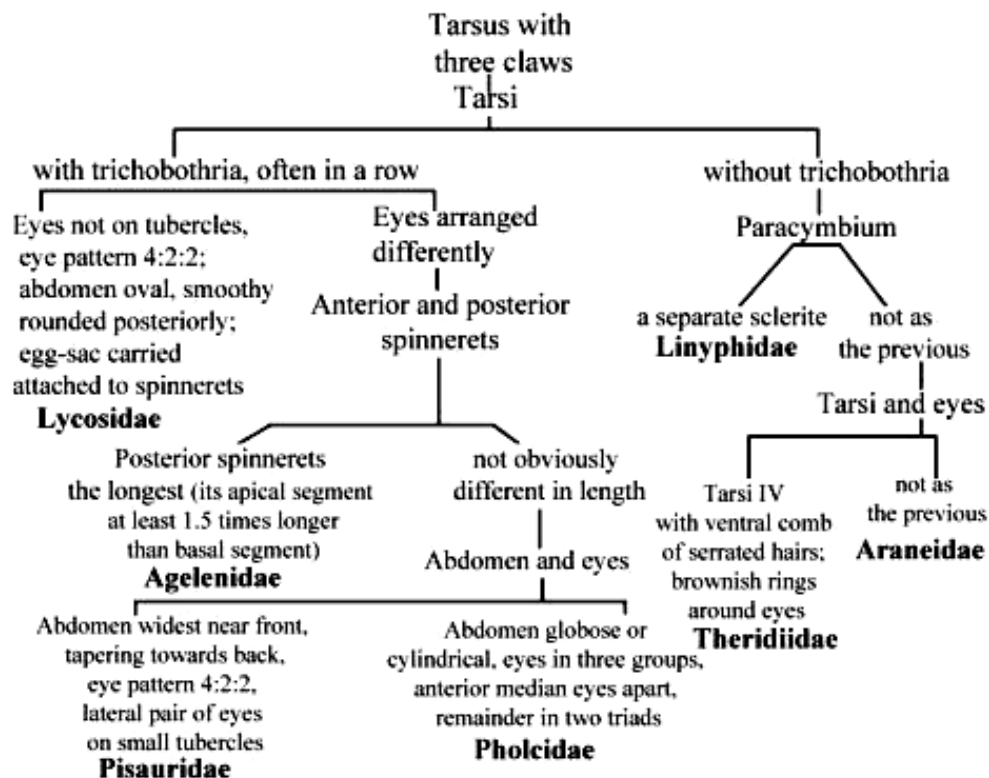 Tarsus with
three claws
Tarsi
with trichobothria, often in a row
without trichobothria
Eyes not on tubercles,
eye pattern 4:2:2;
abdomen oval, smoothy
rounded posteriorly;
egg-sac carried
attached to spinnerets
Lycosidae
Eyes arranged
differently
Anterior and posterior
spinnerets
Paracymbium
a separate sclerite
Linyphidae
not as
the previous
Tarsi and eyes
Posterior spinnerets
the longest (its apical segment
at least 1.5 times longer
than basal segment)
Agelenidae
not obviously
different in length
Abdomen and eyes
Tarsi IV
with ventral comb
of serrated hairs;
brownish rings
around eyes
Theridiidae
not as
the previous
Araneidae
Abdomen widest near front,
tapering towards back,
eye pattern 4:2:2,
lateral pair of eyes
on small tubercles
Pisauridae
Abdomen globose or
cylindrical, eyes in three groups,
anterior median eyes apart,
remainder in two triads
Pholcidae